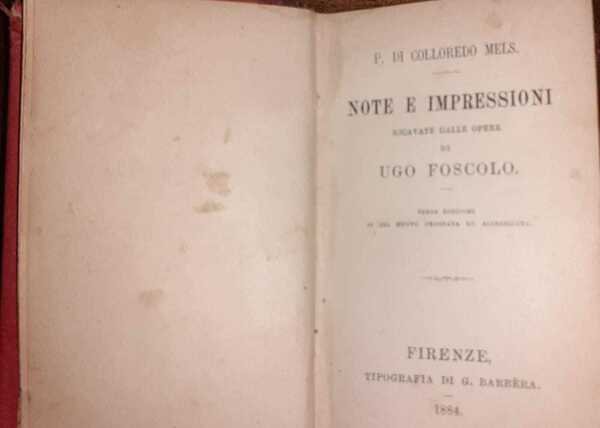 P. DI COLLOREDO MELS.
NOTE E IMPRESSIONI
RICAVATE DALLE OPERE
DI
UGO FOSCOLO.
TERZA EDIZIONE
FIRENZE,
TIPOGRAFIA DI G. BARBÈRA.
1884.